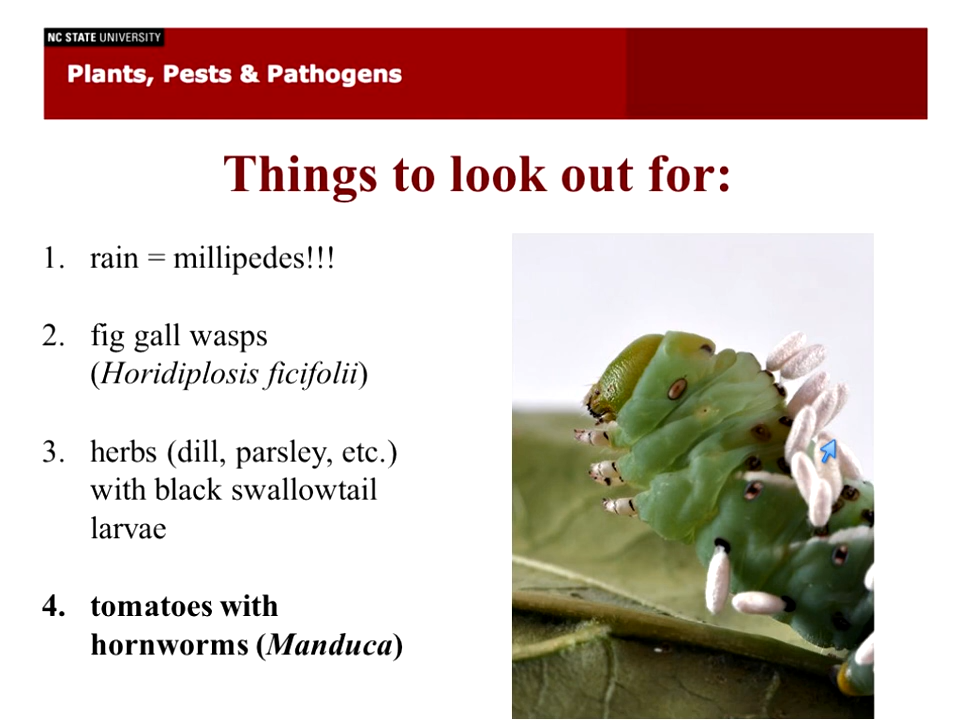 NC STATE UNIVERSITY
Plants, Pests & Pathogens
Things to look out for:
1. rain = millipedes!!!
2. fig gall wasps
(Horidiplosis ficifolii)
3. herbs (dill, parsley, etc.)
with black swallowtail
larvae
4. tomatoes with
hornworms (Manduca)